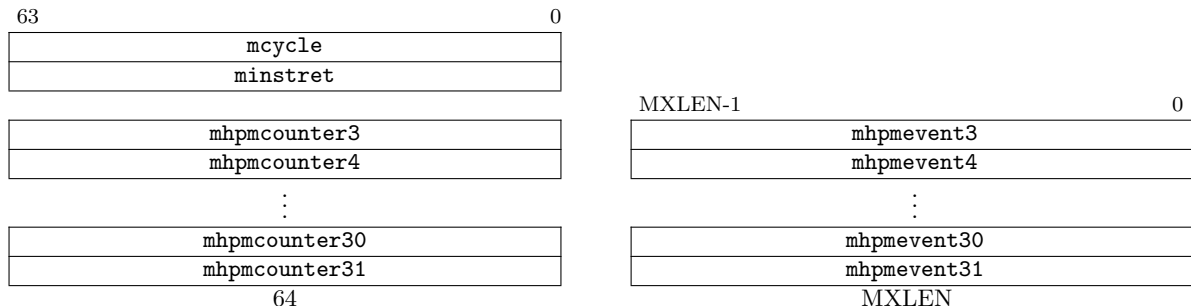 63 0
mcycle
minstret
mhpmcounter3
mhpmcounter4
⋮
mhpmcounter30
mhpmcounter31
64
MXLEN-1 0
mhpmevent3
mhpmevent4
⋮
mhpmevent30
mhpmevent31
MXLEN